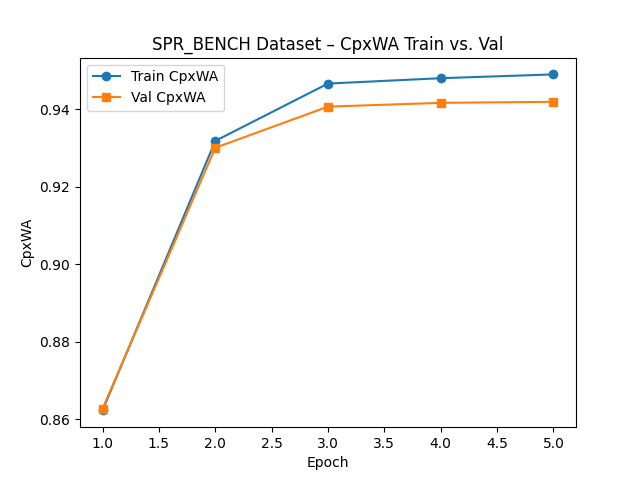 SPR_BENCH Dataset – CpxWA Train vs. Val
Train CpxWA
Val CpxWA
CpxWA
0.94
0.92
0.90
0.88
0.86
1.0 1.5 2.0 2.5 3.0 3.5 4.0 4.5 5.0
Epoch